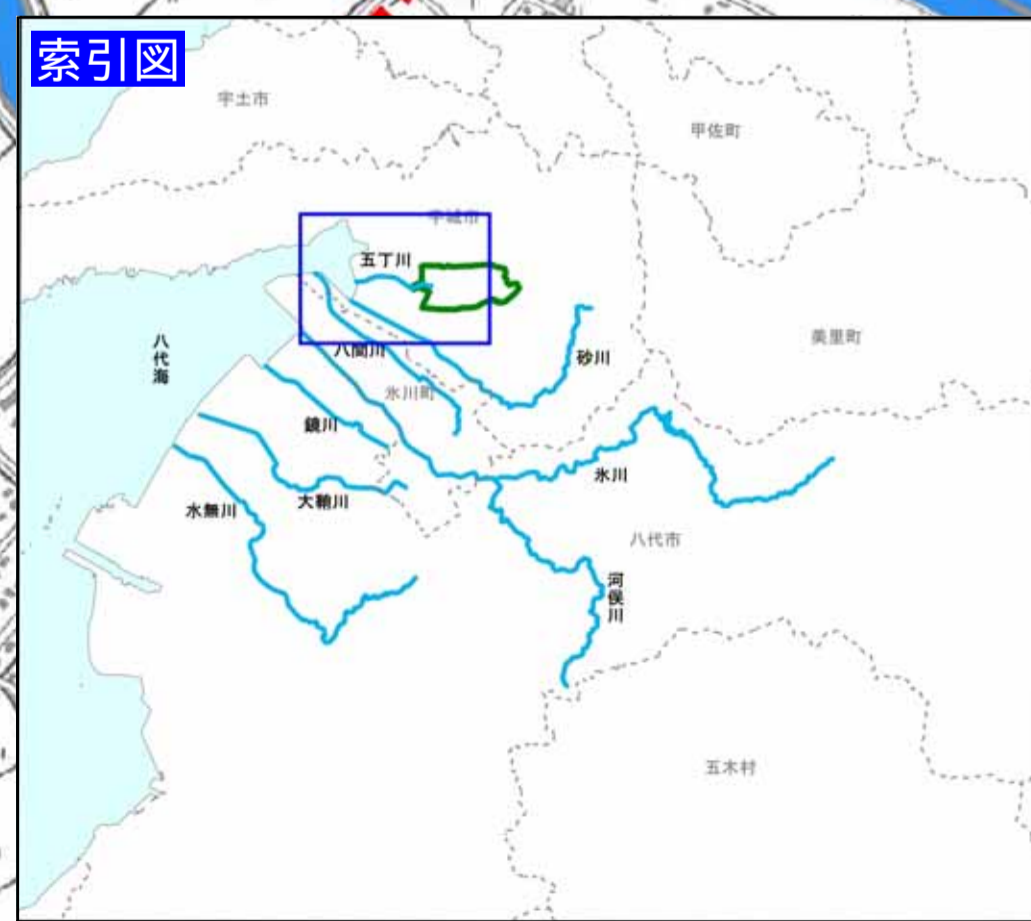 索引図
宇土市
甲佐町
宇城市
五丁川
八代海
八間川
砂川
美里町
氷川町
鏡川
氷川
大鞘川
水無川
八代市
河俣川
五木村